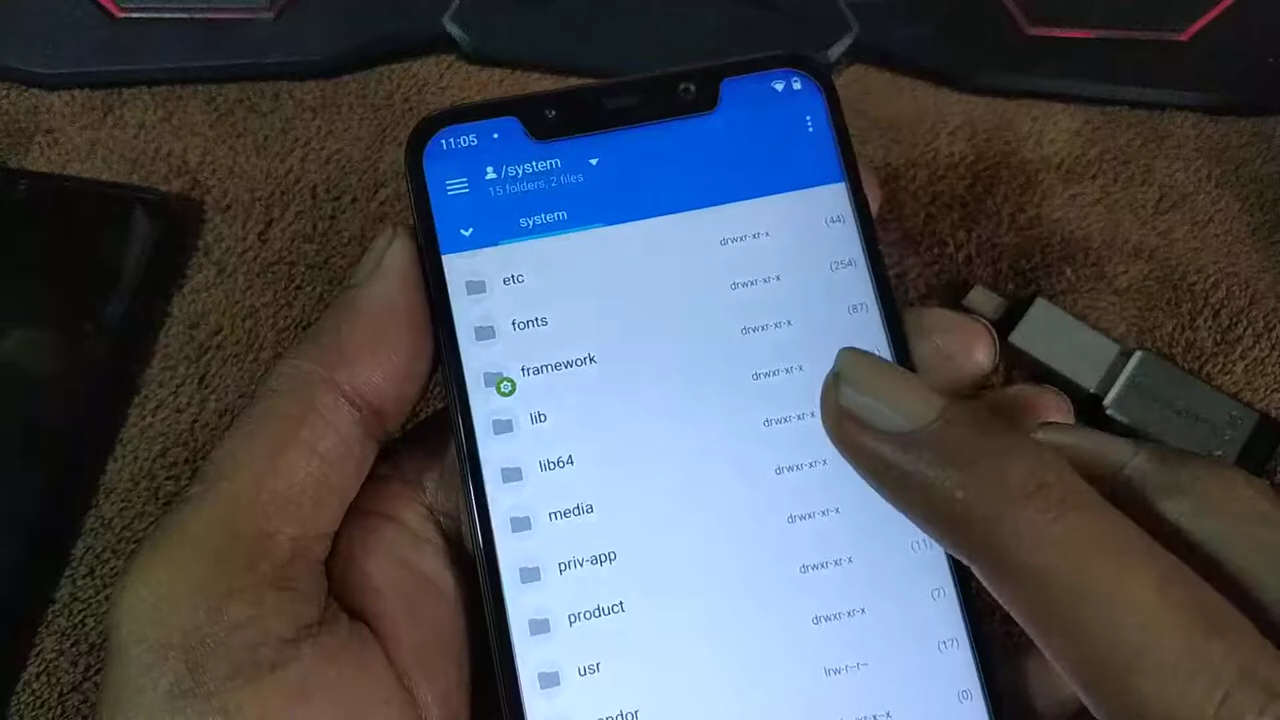 11:05
/system
15 folders, 2 files
system
drwxr-xr-x (44)
etc drwxr-xr-x (254)
fonts drwxr-xr-x (87)
framework drwxr-xr-x
lib drwxr-xr-x
lib64 drwxr-xr-x
media drwxr-xr-x
priv-app drwxr-xr-x (11)
product drwxr-xr-x (7)
usr lrw-r--r-- (17)
(0)